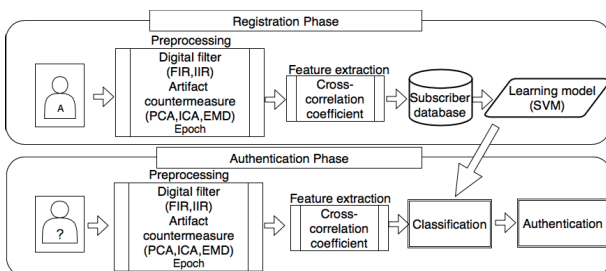 Registration Phase
Preprocessing
Digital filter
(FIR,IIR)
Artifact
countermeasure
(PCA,ICA,EMD)
Epoch
Feature extraction
Cross-
correlation
coefficient
Subscriber
database
Learning model
(SVM)
A
Authentication Phase
Preprocessing
Digital filter
(FIR,IIR)
Artifact
countermeasure
(PCA,ICA,EMD)
Epoch
Feature extraction
Cross-
correlation
coefficient
Classification
Authentication
?